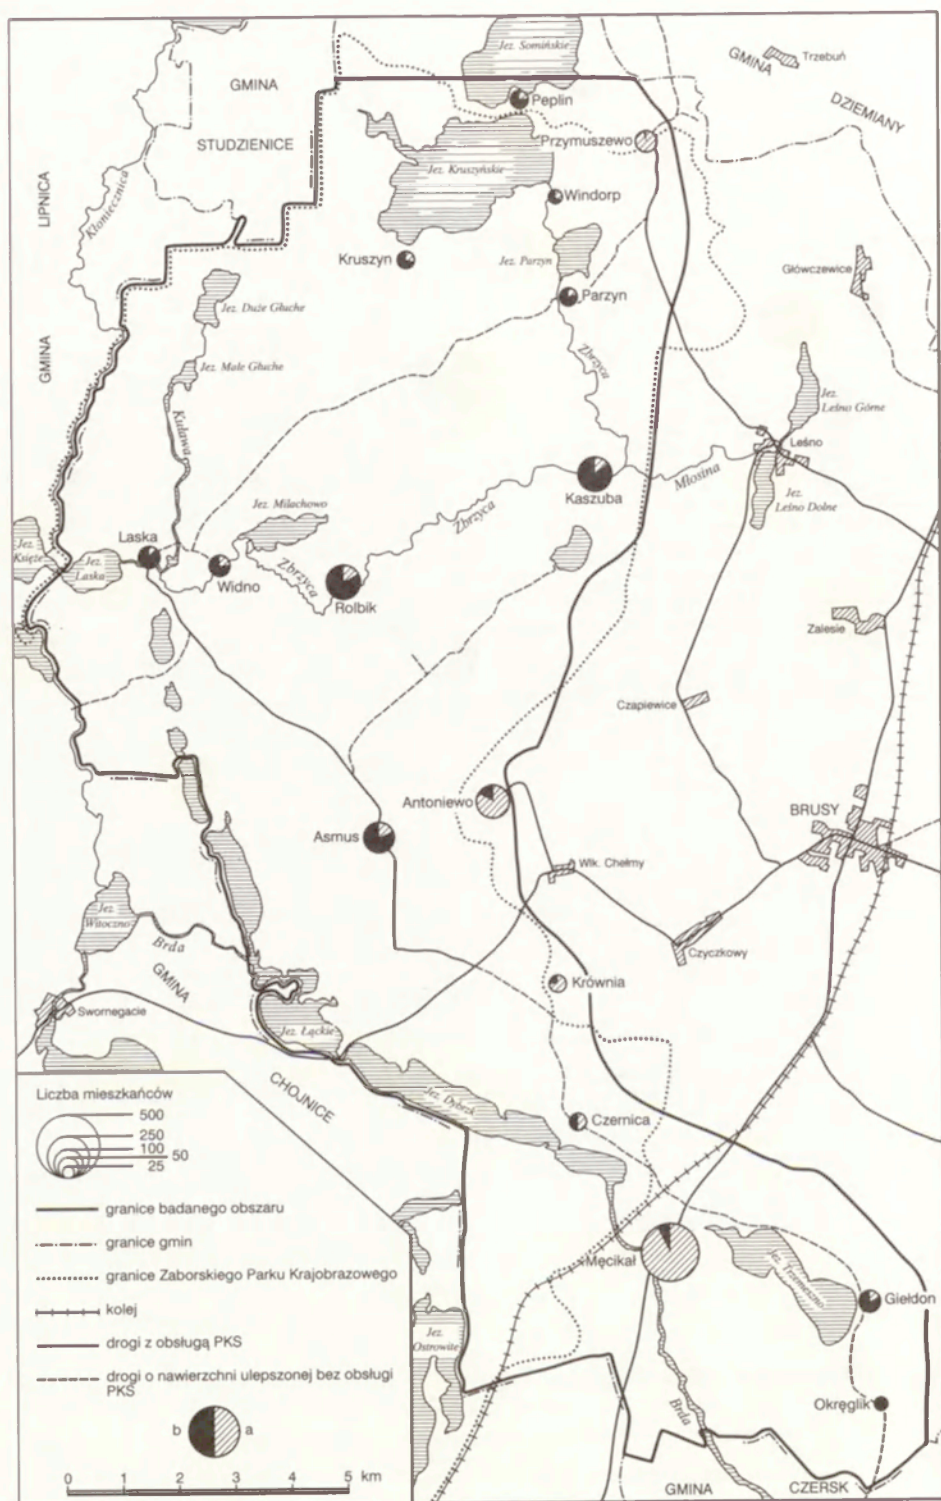 Jez. Somińskie
GMINA
Trzebuń
GMINA
Peplin
DZIEMIANY
STUDZIENICE
Przymuszewo
Jez. Kruszyńskie
LIPNICA
Kłoniecznica
Windorp
Kruszyn
Jez. Parzyn
Główczewice
Jez. Duże Głuche
Parzyn
GMINA
Jez. Małe Głuche
Zbrzyca
Jez.
Leśno Górne
Kulawa
Leśno
Młosina
Kaszuba
Jez.
Leśno Dolne
Jez. Milachowo
Zbrzyca
Laska
Jez.
Księże
Jez.
Laska
Widno
Zbrzyca
Rolbik
Zalesie
Czapiewice
Antoniewo
BRUSY
Asmus
Wlk. Chełmy
Jez.
Witoczno
Brda
Czyczkowy
GMINA
Krównia
Swornegacie
Jez. Łąckie
CHOJNICE
Jez. Dybrzk
Czernica
Męcikał
Jez. Trzemeszno
Giełdon
Jez.
Ostrowite
Brda
Okręglik
GMINA
CZERSK
Liczba mieszkańców
500
250
100
50
25
granice badanego obszaru
granice gmin
granice Zaborskiego Parku Krajobrazowego
kolej
drogi z obsługą PKS
drogi o nawierzchni ulepszonej bez obsługi
PKS
b a
0 1 2 3 4 5 km